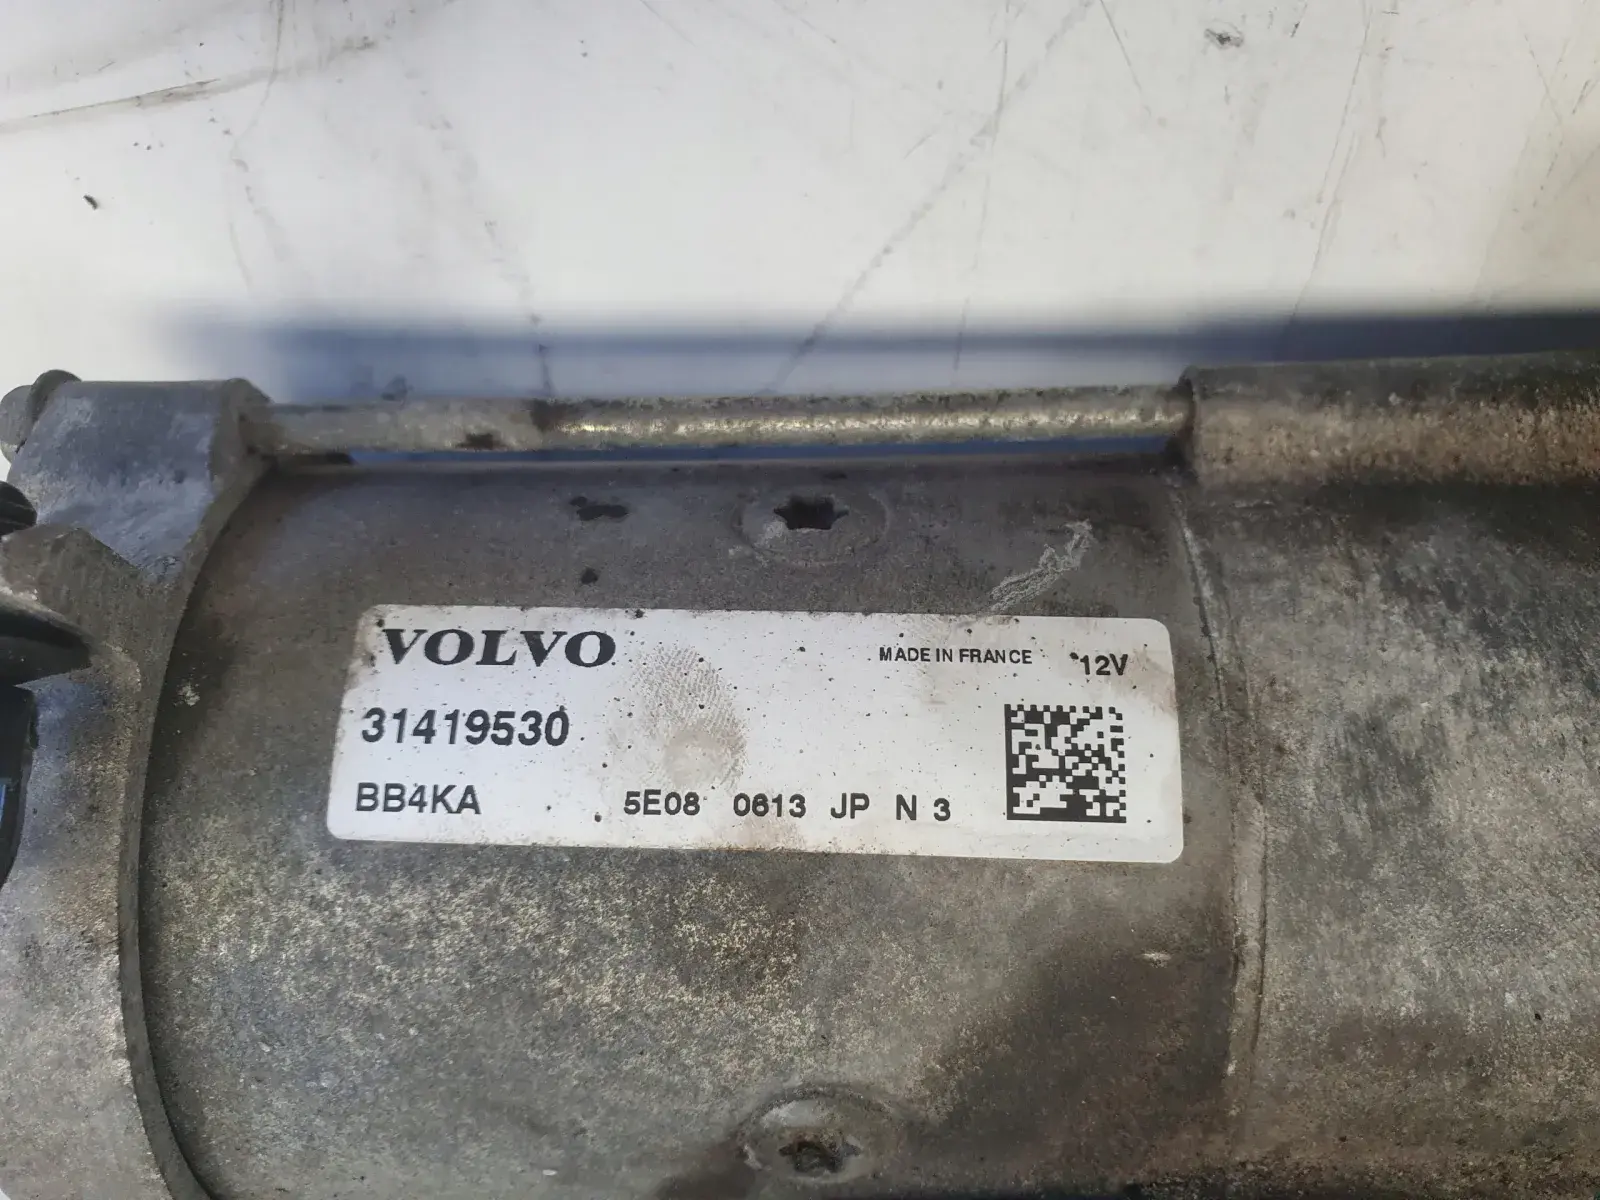 VOLVO
MADE IN FRANCE 12V
31419530
BB4KA 5E08 0613 JP N 3